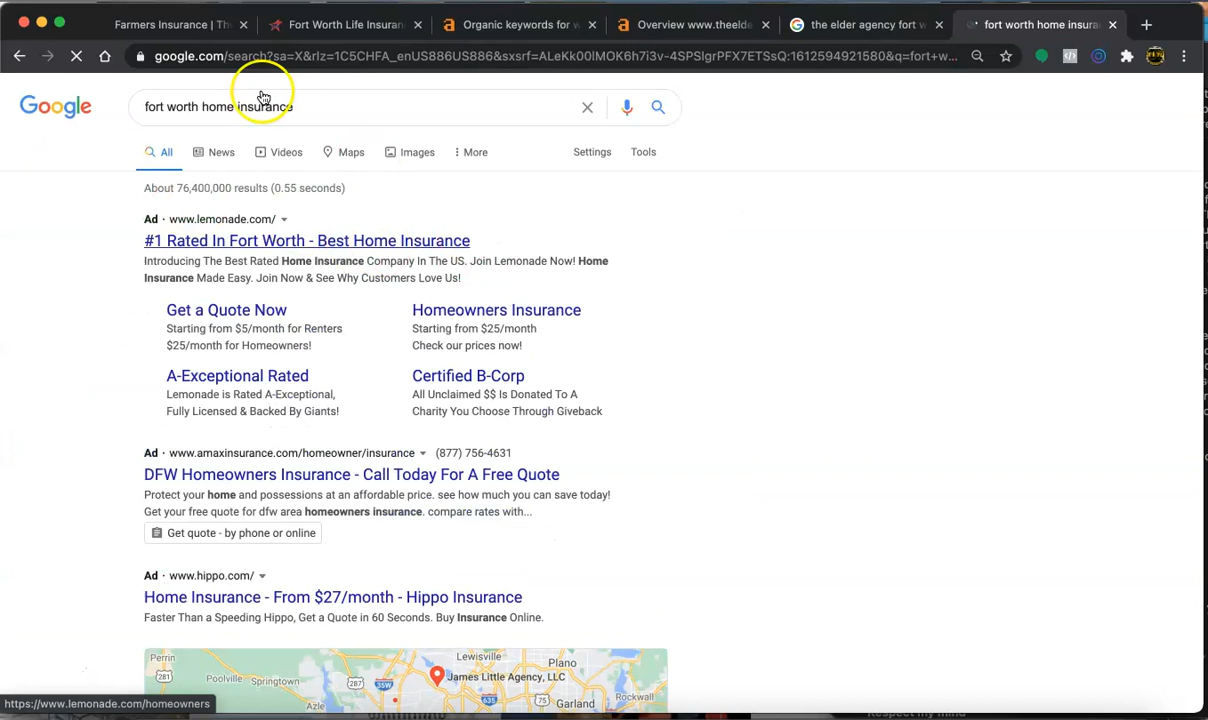 Farmers Insurance | Th
Fort Worth Life Insuran
Organic keywords for w
Overview www.theelde
the elder agency fort w
fort worth home insura
google.com/search?sa=X&rlz=1C5CHFA_enUS886US886&sxsrf=ALeKk00lMOK6h7i3v-4SPSlgrPFX7ETSsQ:1612594921580&q=fort+w...
Google
fort worth home insurance
All
News
Videos
Maps
Images
More
Settings
Tools
About 76,400,000 results (0.55 seconds)
Ad · www.lemonade.com/
#1 Rated In Fort Worth - Best Home Insurance
Introducing The Best Rated Home Insurance Company In The US. Join Lemonade Now! Home
Insurance Made Easy. Join Now & See Why Customers Love Us!
Get a Quote Now
Starting from $5/month for Renters
$25/month for Homeowners!
Homeowners Insurance
Starting from $25/month
Check our prices now!
A-Exceptional Rated
Lemonade is Rated A-Exceptional,
Fully Licensed & Backed By Giants!
Certified B-Corp
All Unclaimed $$ Is Donated To A
Charity You Choose Through Giveback
Ad · www.amaxinsurance.com/homeowner/insurance (877) 756-4631
DFW Homeowners Insurance - Call Today For A Free Quote
Protect your home and possessions at an affordable price. see how much you can save today!
Get your free quote for dfw area homeowners insurance. compare rates with...
Get quote - by phone or online
Ad · www.hippo.com/
Home Insurance - From $27/month - Hippo Insurance
Faster Than a Speeding Hippo, Get a Quote in 60 Seconds. Buy Insurance Online.
Perrin
281
Poolville
Springtown
287
35W
Lewisville
Plano
James Little Agency, LLC
635
75
Garland
Rockwall
https://www.lemonade.com/homeowners